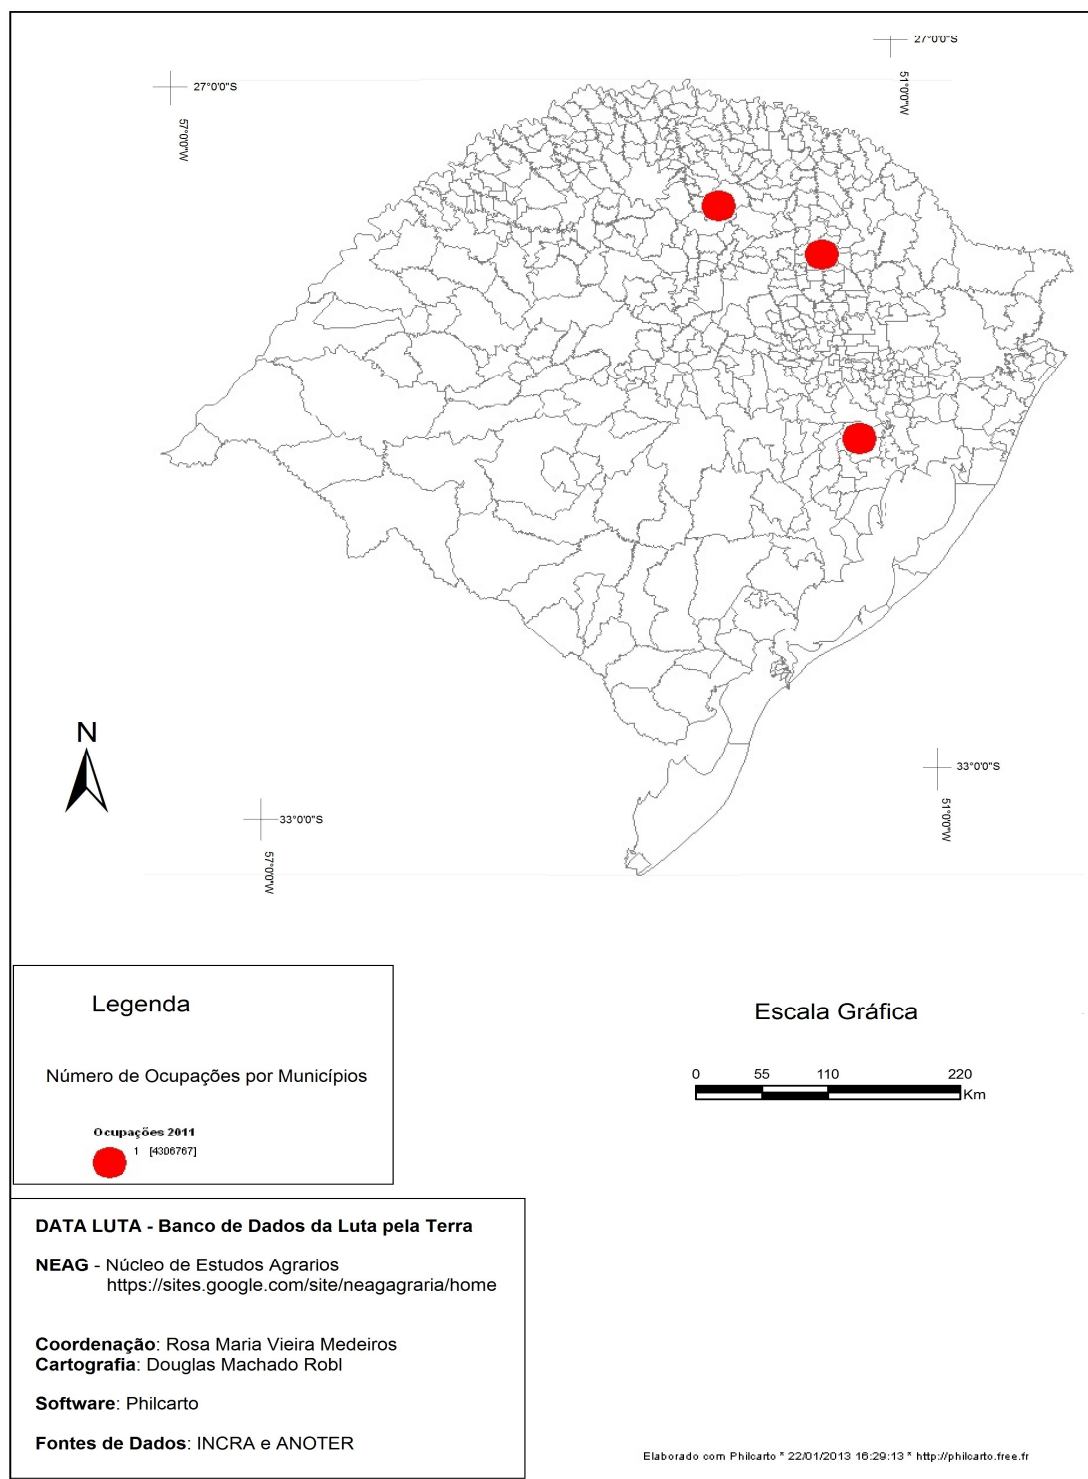 27°0'0"S
51°0'0"W
27°0'0"S
57°0'0"W
N
33°0'0"S
51°0'0"W
33°0'0"S
57°0'0"W
Legenda
Número de Ocupações por Municípios
Ocupações 2011
1 [4306767]
Escala Gráfica
0 55 110 220
Km
DATA LUTA - Banco de Dados da Luta pela Terra
NEAG - Núcleo de Estudos Agrarios
https://sites.google.com/site/neagagraria/home
Coordenação: Rosa Maria Vieira Medeiros
Cartografia: Douglas Machado Robl
Software: Philcarto
Fontes de Dados: INCRA e ANOTER
Elaborado com Philcarto * 22/01/2013 16:29:13 * http://philcarto.free.fr